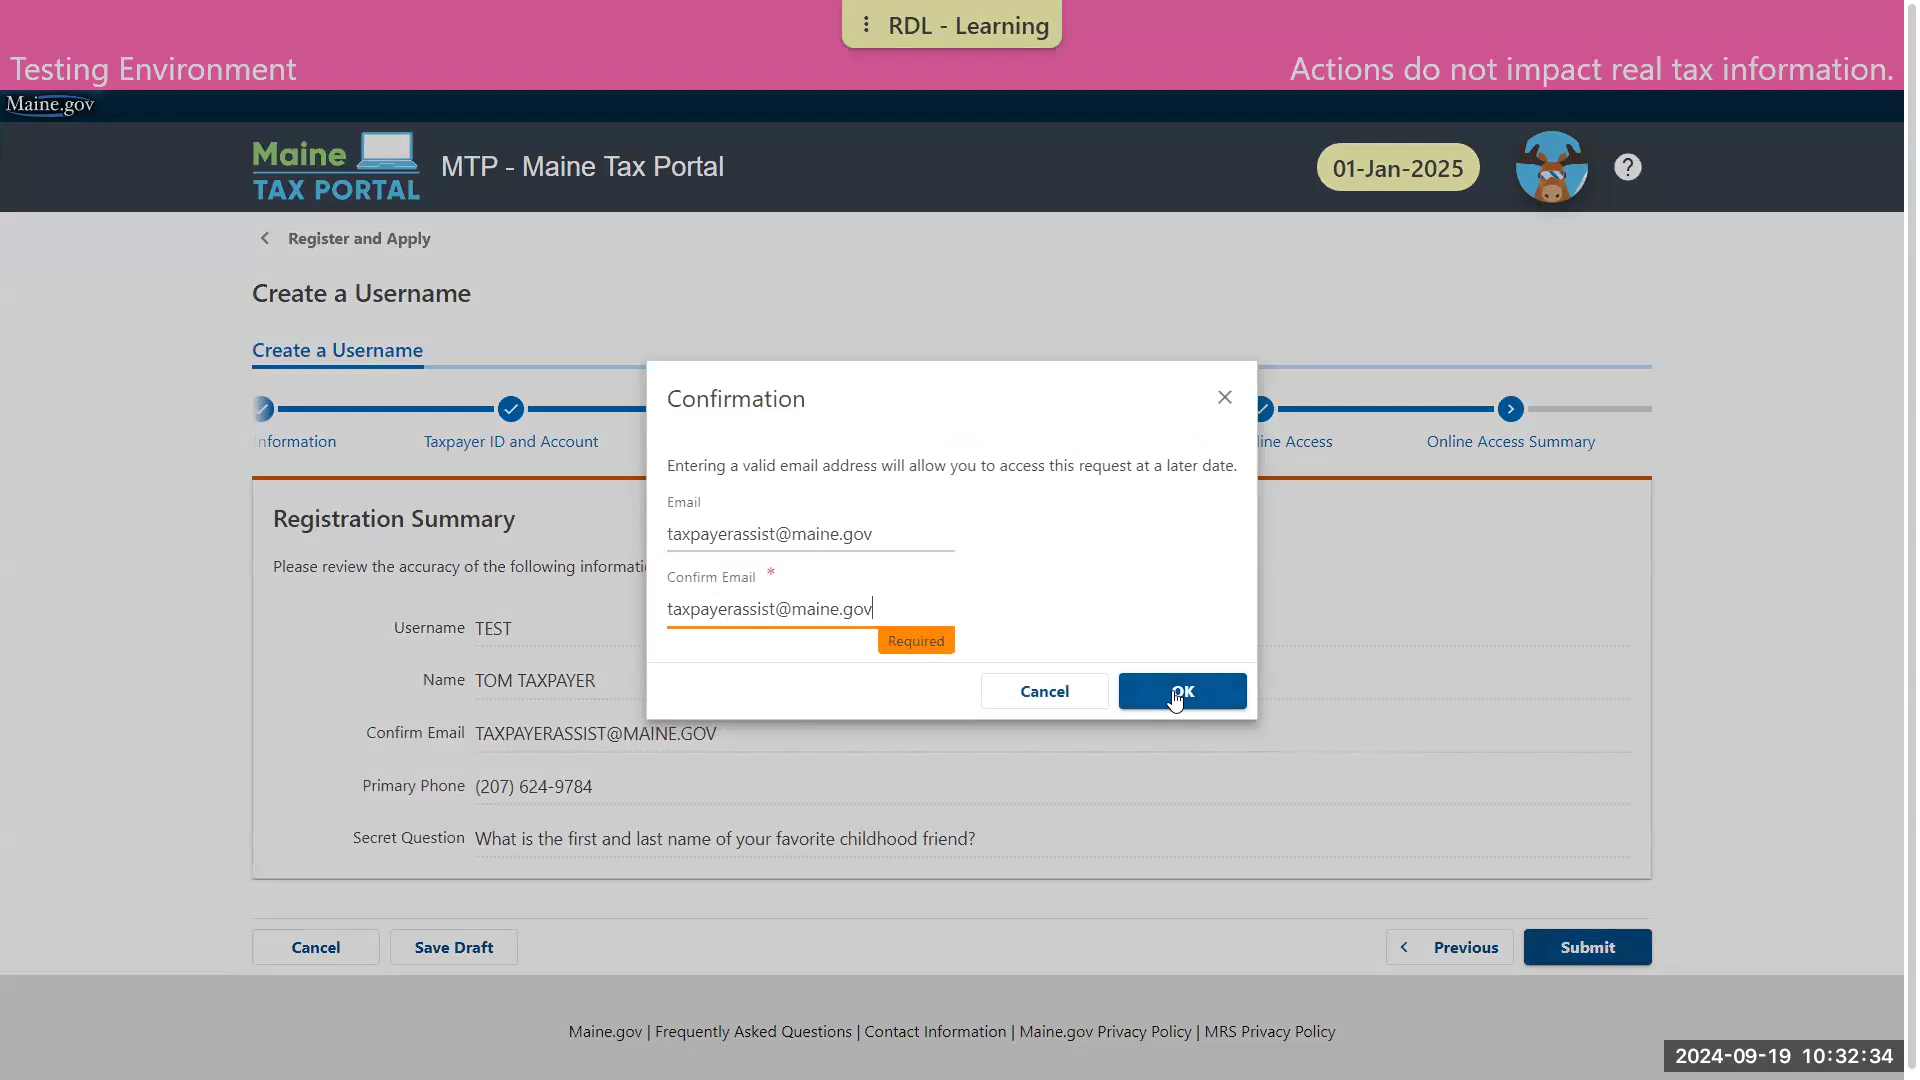 RDL - Learning
Testing Environment
Actions do not impact real tax information.
Maine.gov
Maine
TAX PORTAL
MTP - Maine Tax Portal
01-Jan-2025
?
Register and Apply
Create a Username
Create a Username
nformation
Taxpayer ID and Account
line Access
Online Access Summary
Confirmation
Entering a valid email address will allow you to access this request at a later date.
Email
taxpayerassist@maine.gov
Confirm Email *
taxpayerassist@maine.gov
Required
Cancel
OK
Registration Summary
Please review the accuracy of the following informati
Username TEST
Name TOM TAXPAYER
Confirm Email TAXPAYERASSIST@MAINE.GOV
Primary Phone (207) 624-9784
Secret Question What is the first and last name of your favorite childhood friend?
Cancel
Save Draft
Previous
Submit
Maine.gov | Frequently Asked Questions | Contact Information | Maine.gov Privacy Policy | MRS Privacy Policy
2024-09-19 10:32:34